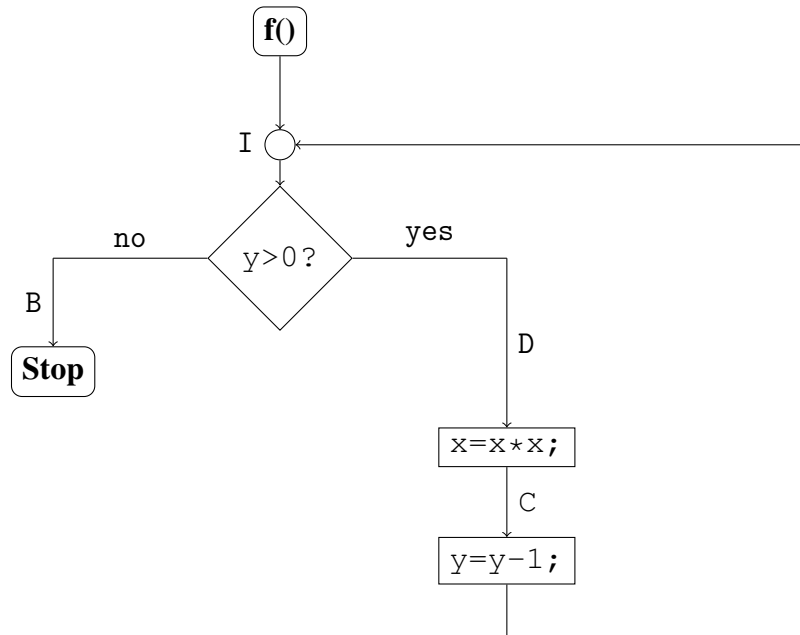 f()
I
y>0?
no
yes
B
D
Stop
x=x*x;
C
y=y-1;